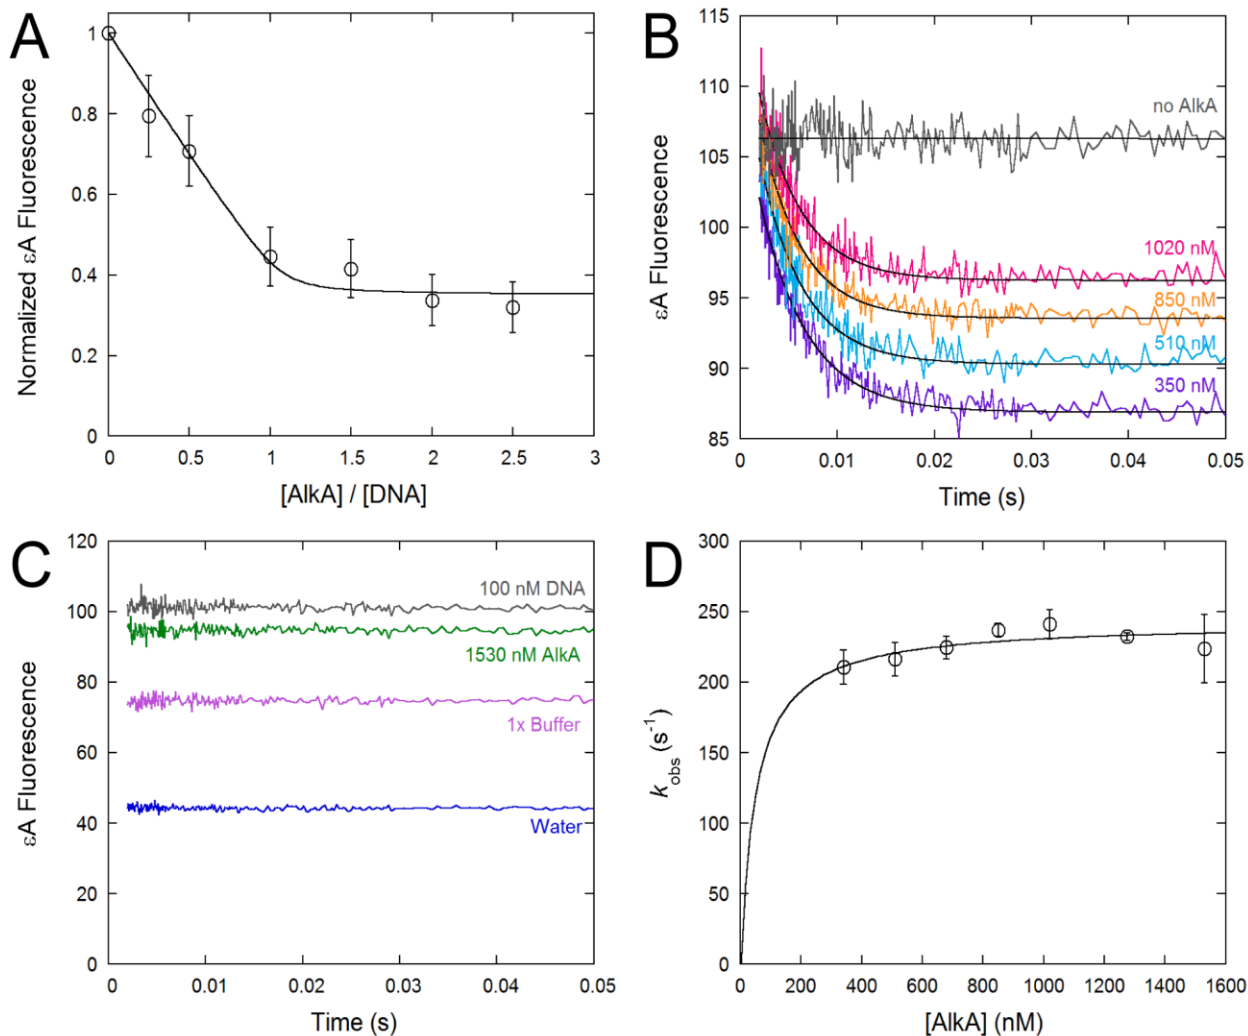 A
Normalized εA Fluorescence
1
0.8
0.6
0.4
0.2
0
0 0.5 1 1.5 2 2.5 3
[AlkA] / [DNA]
B
εA Fluorescence
115
110
105
100
95
90
85
no AlkA
1020 nM
850 nM
510 nM
350 nM
0 0.01 0.02 0.03 0.04 0.05
Time (s)
C
εA Fluorescence
120
100
80
60
40
20
0
100 nM DNA
1530 nM AlkA
1x Buffer
Water
0 0.01 0.02 0.03 0.04 0.05
Time (s)
D
kobs (s-1)
300
250
200
150
100
50
0
0 200 400 600 800 1000 1200 1400 1600
[AlkA] (nM)